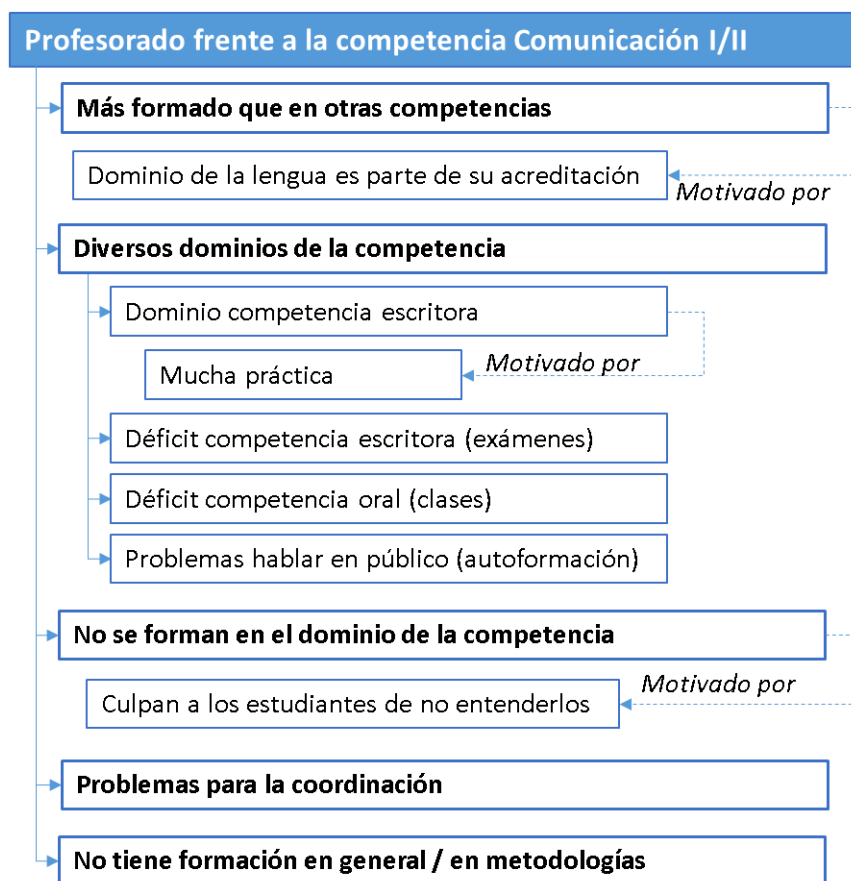 Profesorado frente a la competencia Comunicación I/II
Más formado que en otras competencias
Dominio de la lengua es parte de su acreditación
Motivado por
Diversos dominios de la competencia
Dominio competencia escritora
Mucha práctica
Motivado por
Déficit competencia escritora (exámenes)
Déficit competencia oral (clases)
Problemas hablar en público (autoformación)
No se forman en el dominio de la competencia
Motivado por
Culpan a los estudiantes de no entenderlos
Problemas para la coordinación
No tiene formación en general / en metodologías